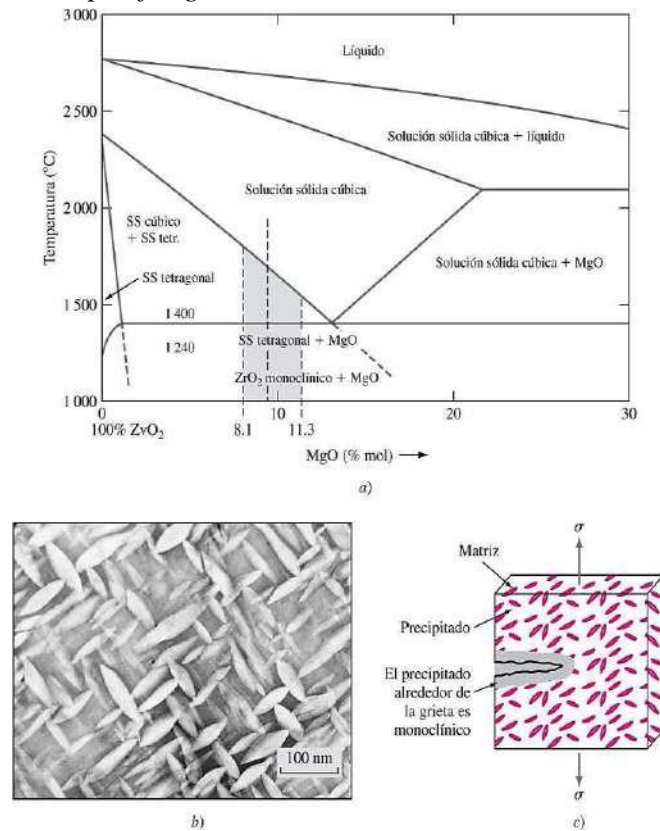 3 000
Líquido
2 500
Solución sólida cúbica + líquido
Temperatura (°C)
Solución sólida cúbica
2 000
SS cúbico
+ SS tetr.
Solución sólida cúbica + MgO
SS tetragonal
1 500
1 400
SS tetragonal + MgO
1 240
ZrO2 monoclínico + MgO
1 000
0
10
20
30
100% ZvO2
8.1
11.3
MgO (% mol)
a)
σ
Matriz
Precipitado
El precipitado
alrededor de
la grieta es
monoclínico
100 nm
σ
b)
c)